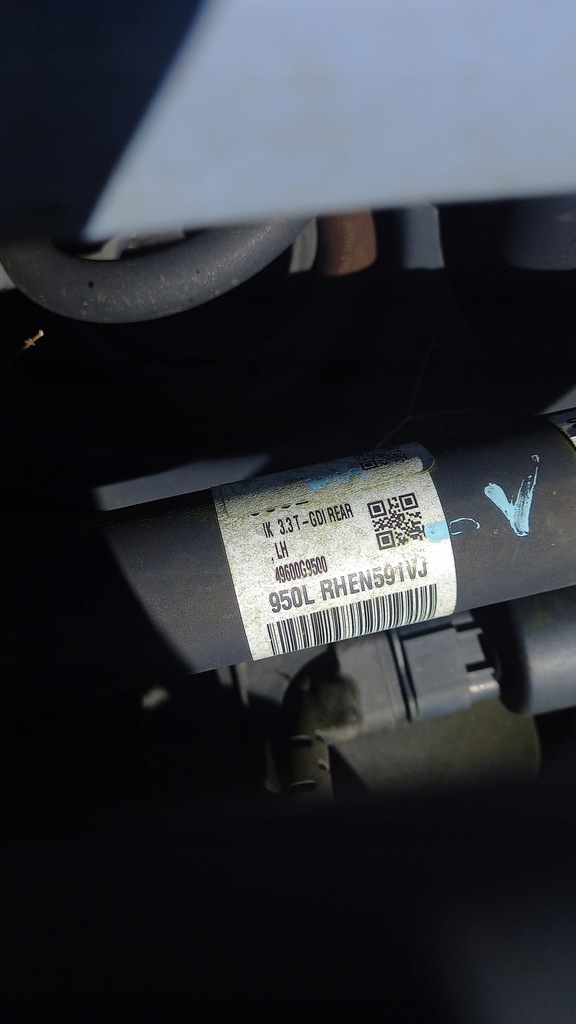 IK 3.3T-GDI REAR
, LH
49600G9500
950L RHEN591VJ